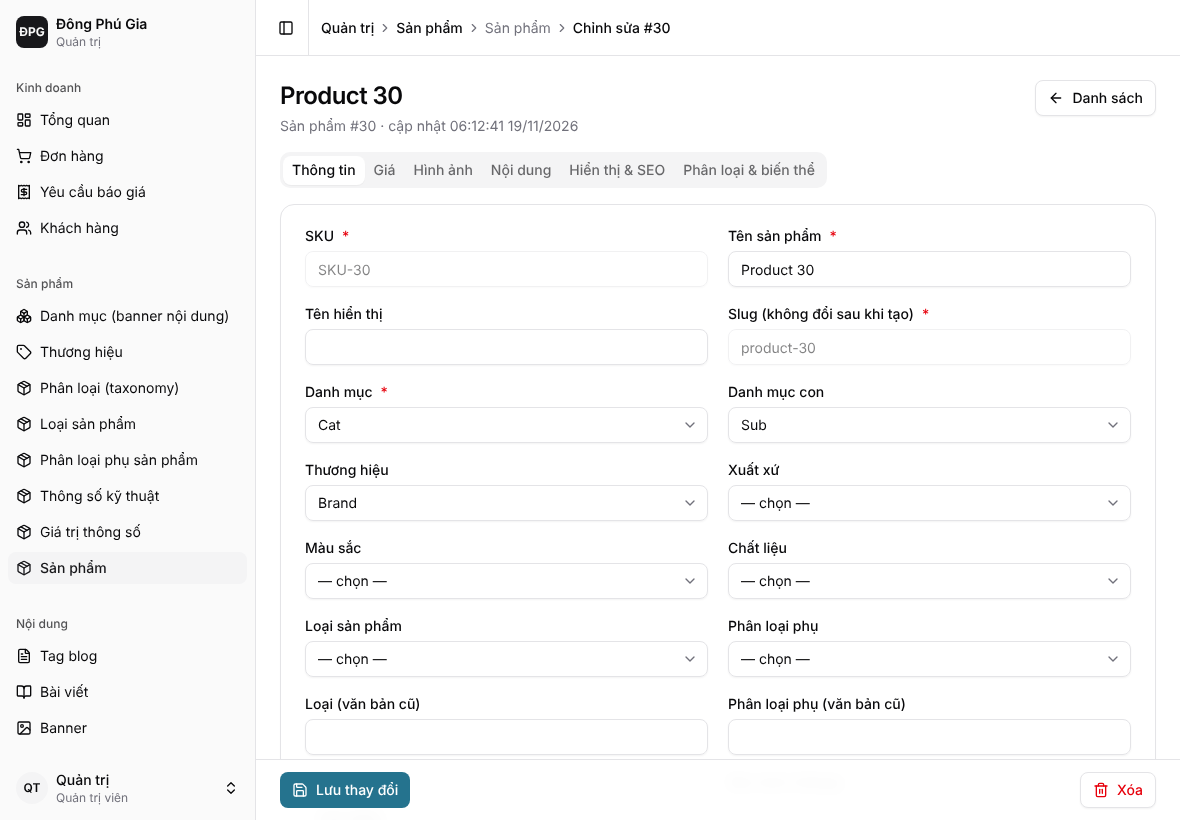 ĐPG
Đông Phú Gia
Quản trị
Kinh doanh
Tổng quan
Đơn hàng
Yêu cầu báo giá
Khách hàng
Sản phẩm
Danh mục (banner nội dung)
Thương hiệu
Phân loại (taxonomy)
Loại sản phẩm
Phân loại phụ sản phẩm
Thông số kỹ thuật
Giá trị thông số
Sản phẩm
Nội dung
Tag blog
Bài viết
Banner
QT
Quản trị
Quản trị viên
Quản trị > Sản phẩm > Sản phẩm > Chỉnh sửa #30
Product 30
Sản phẩm #30 · cập nhật 06:12:41 19/11/2026
Danh sách
Thông tin Giá Hình ảnh Nội dung Hiển thị & SEO Phân loại & biến thể
SKU * Tên sản phẩm *
SKU-30 Product 30
Tên hiển thị Slug (không đổi sau khi tạo) *
product-30
Danh mục * Danh mục con
Cat Sub
Thương hiệu Xuất xứ
Brand — chọn —
Màu sắc Chất liệu
— chọn — — chọn —
Loại sản phẩm Phân loại phụ
— chọn — — chọn —
Loại (văn bản cũ) Phân loại phụ (văn bản cũ)
Lưu thay đổi Xóa